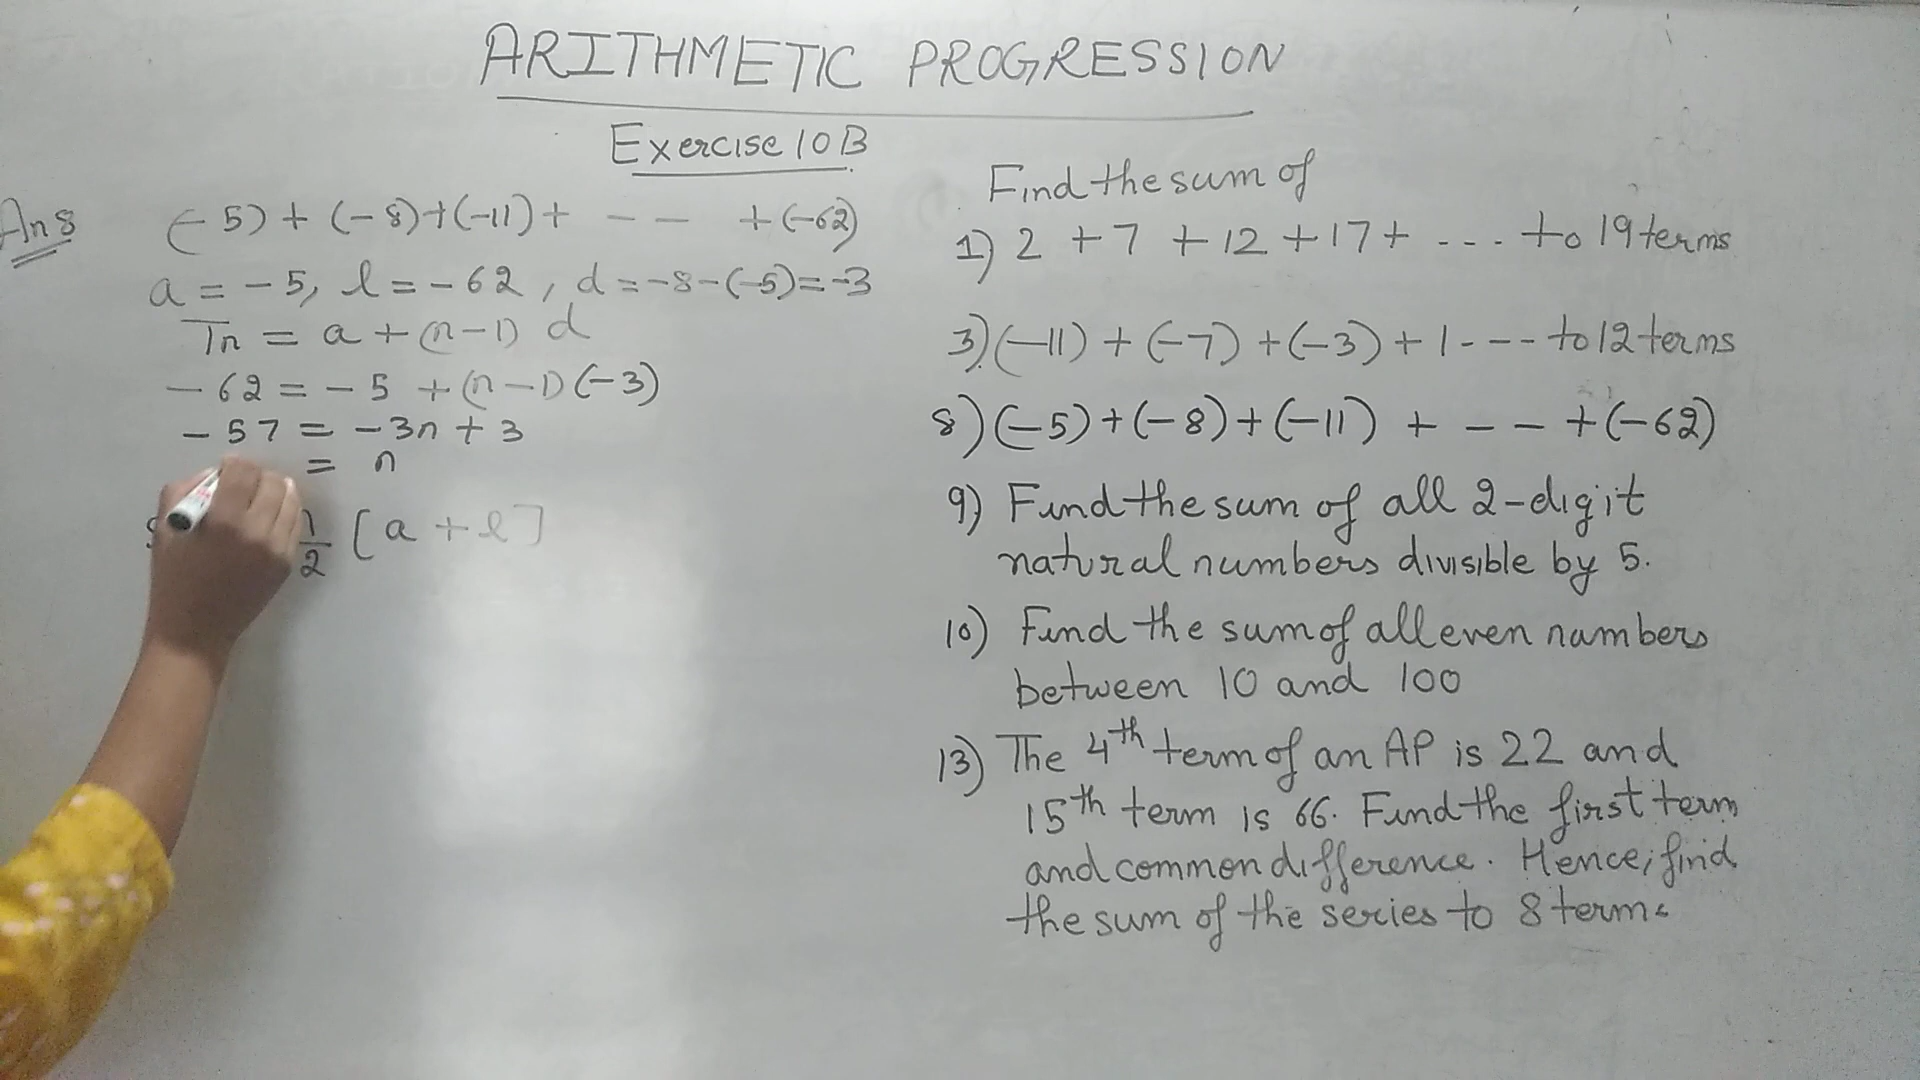 ARITHMETIC PROGRESSION
Exercise 10B
Ans
(-5) + (-8)+(-11)+ -- +(-62)
a = -5, l = -62, d = -8-(-5)=-3
Tn = a + (n-1) d
-62 = -5 + (n-1)(-3)
-57 = -3n + 3
= n
2 [a + l]
Find the sum of
1) 2 + 7 + 12 + 17 + --- to 19 terms
3) (-11) + (-7) + (-3) + 1 ---- to 12 terms
8) (-5) + (-8) + (-11) + -- + (-62)
9) Find the sum of all 2-digit
natural numbers divisible by 5.
10) Find the sum of all even numbers
between 10 and 100
13) The 4th term of an AP is 22 and
15th term is 66. Find the first term
and common difference. Hence, find
the sum of the series to 8 terms